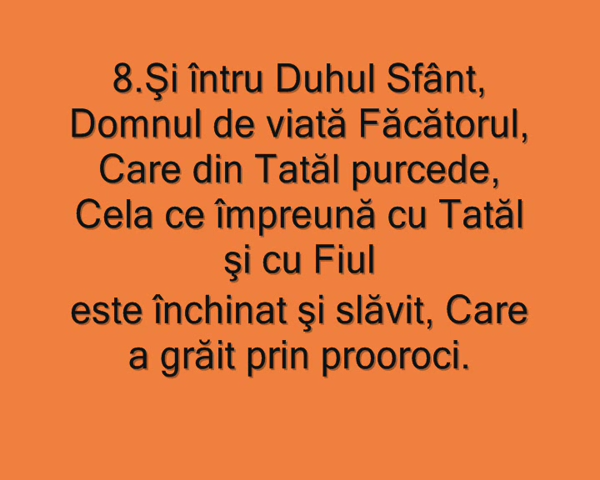 8.Şi întru Duhul Sfânt,
Domnul de viată Făcătorul,
Care din Tatăl purcede,
Cela ce împreună cu Tatăl
şi cu Fiul
este închinat şi slăvit, Care
a grăit prin prooroci.